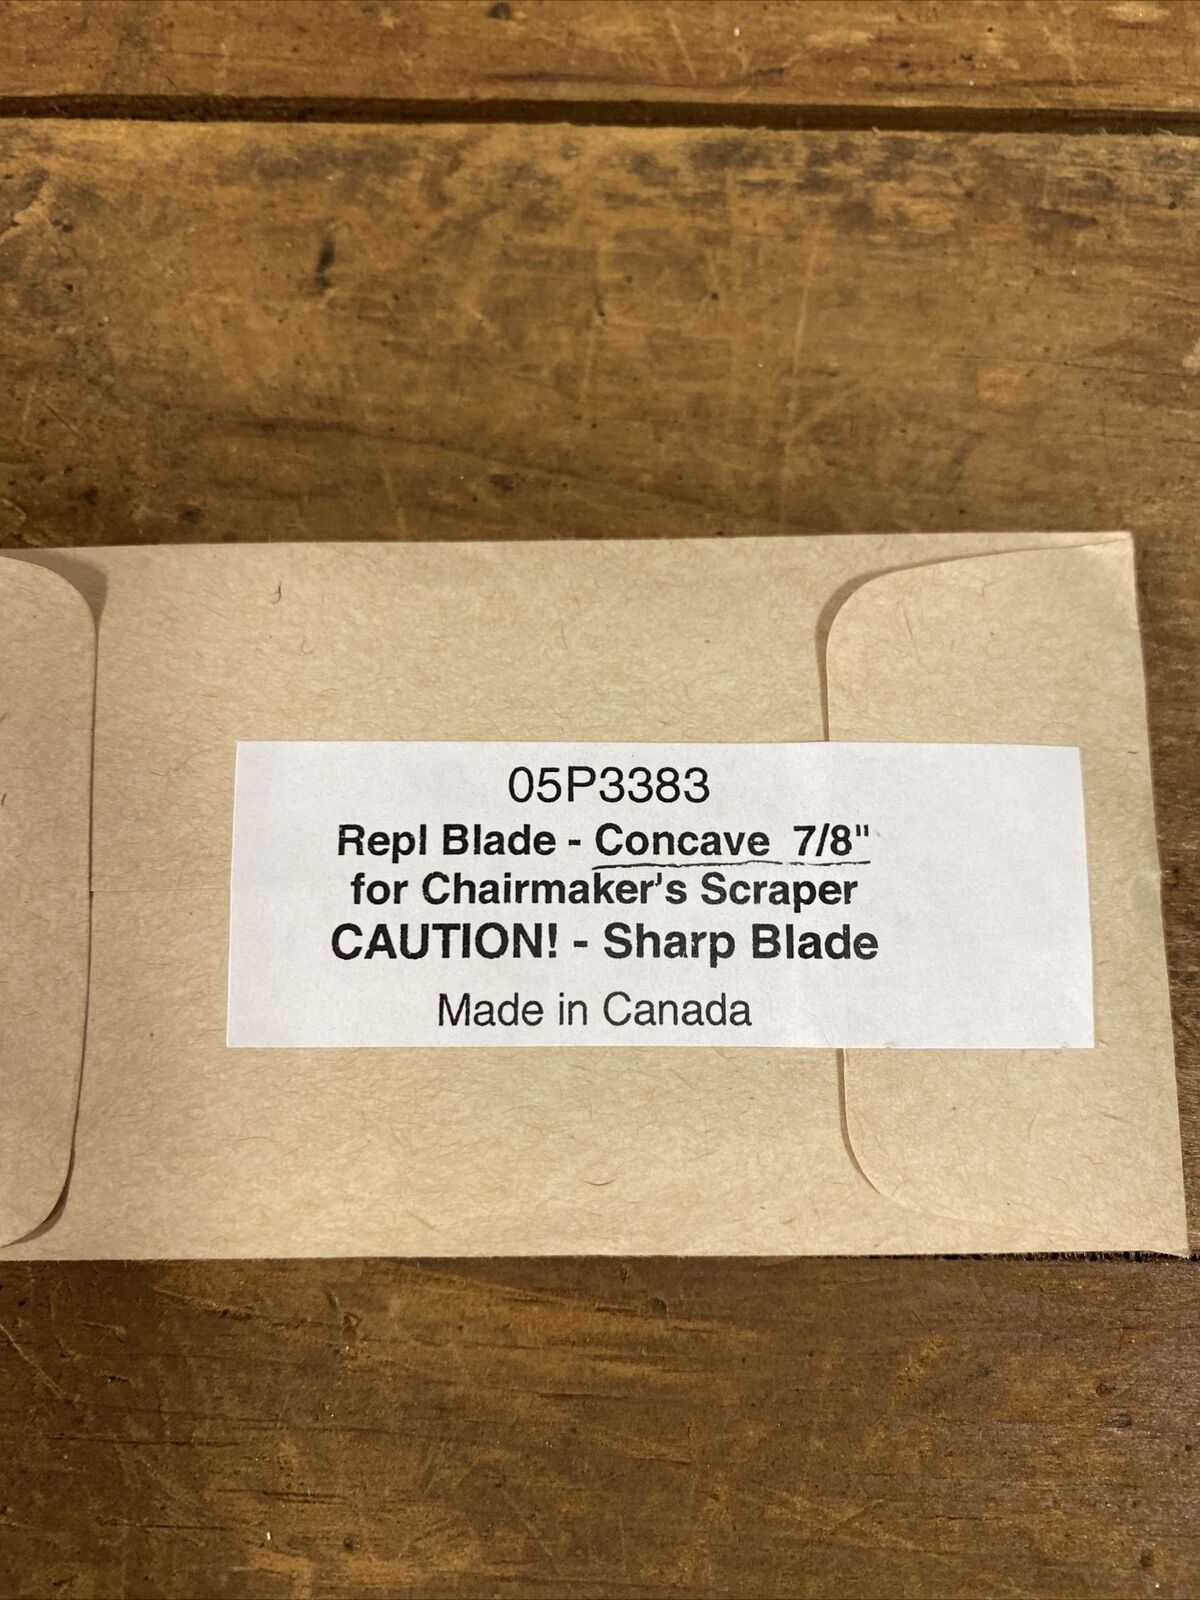 05P3383
Repl Blade - Concave 7/8"
for Chairmaker's Scraper
CAUTION! - Sharp Blade
Made in Canada